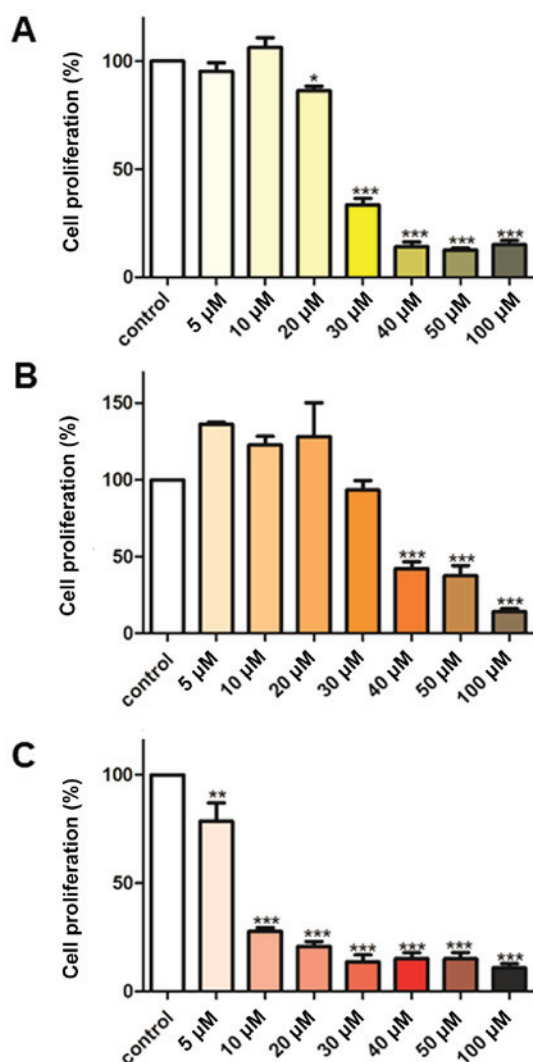 A
Cell proliferation (%)
100
50
0
*
***
***
***
***
control
5 µM
10 µM
20 µM
30 µM
40 µM
50 µM
100 µM
B
Cell proliferation (%)
150
100
50
0
***
***
***
control
5 µM
10 µM
20 µM
30 µM
40 µM
50 µM
100 µM
C
Cell proliferation (%)
100
50
0
**
***
***
***
***
***
***
control
5 µM
10 µM
20 µM
30 µM
40 µM
50 µM
100 µM